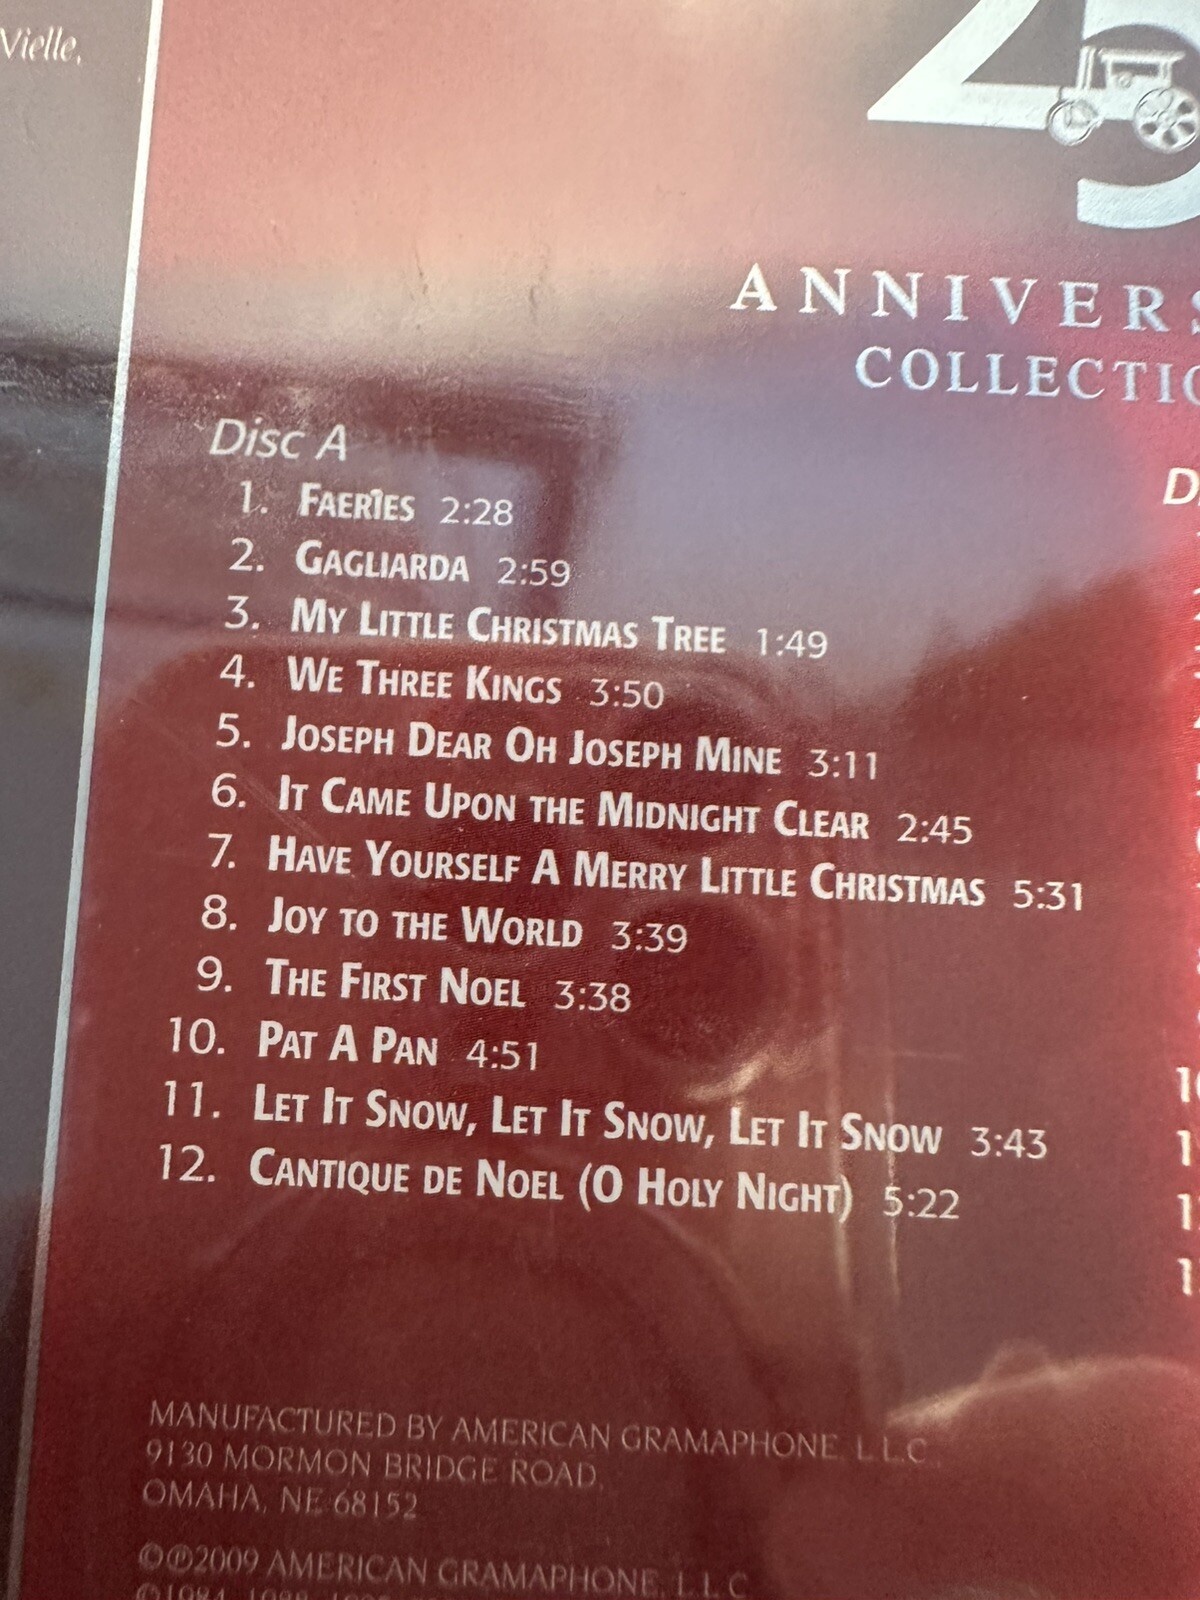 Vielle,
25
ANNIVERS
COLLECTIO
Disc A
1. FAERIES 2:28
2. GAGLIARDA 2:59
3. MY LITTLE CHRISTMAS TREE 1:49
4. WE THREE KINGS 3:50
5. JOSEPH DEAR OH JOSEPH MINE 3:11
6. IT CAME UPON THE MIDNIGHT CLEAR 2:45
7. HAVE YOURSELF A MERRY LITTLE CHRISTMAS 5:31
8. JOY TO THE WORLD 3:39
9. THE FIRST NOEL 3:38
10. PAT A PAN 4:51
11. LET IT SNOW, LET IT SNOW, LET IT SNOW 3:43
12. CANTIQUE DE NOEL (O HOLY NIGHT) 5:22
MANUFACTURED BY AMERICAN GRAMAPHONE, L.L.C.,
9130 MORMON BRIDGE ROAD,
OMAHA, NE 68152
©℗2009 AMERICAN GRAMAPHONE, L.L.C
©1984, 1988, 1995,